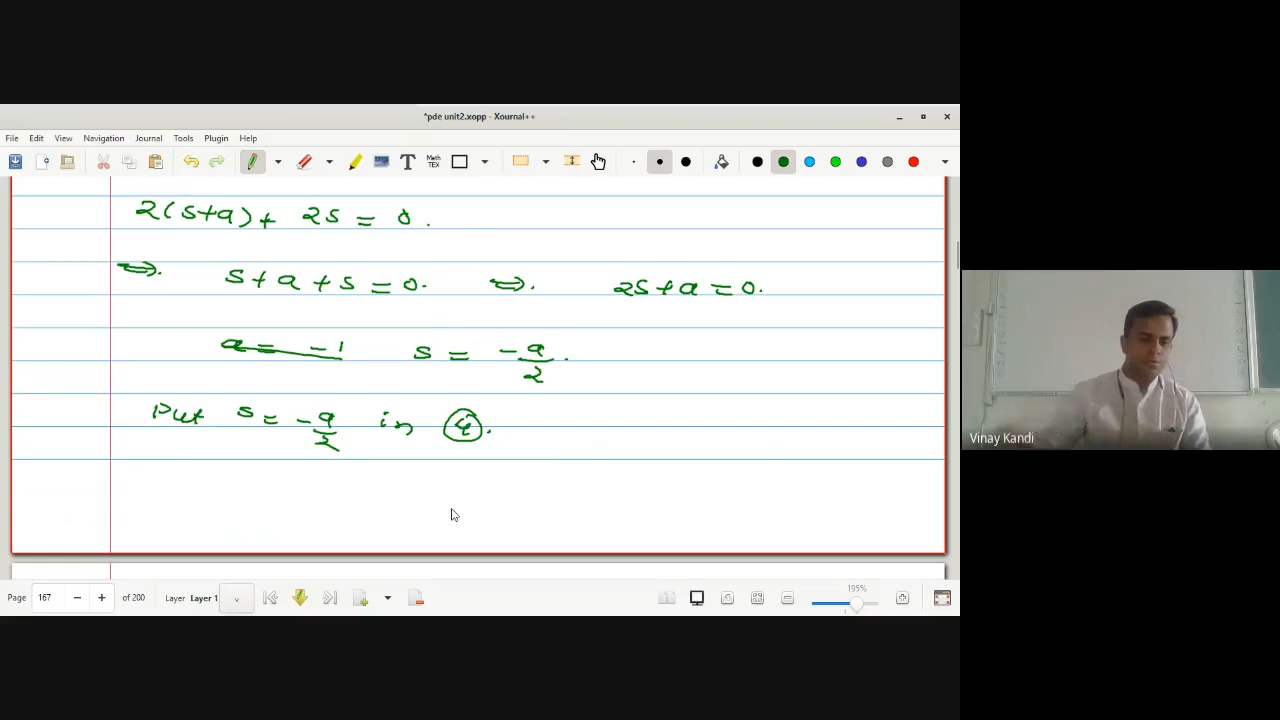 *pde unit2.xopp - Xournal++
File Edit View Navigation Journal Tools Plugin Help
2(s+a)+ 2s = 0.
⇔ s+a+s=0. ⇔ 2s+a=0.
a= -1 s = -a/2.
Put s = -a/2 in ④.
Vinay Kandi
Page 167 of 200 Layer Layer 1 195%